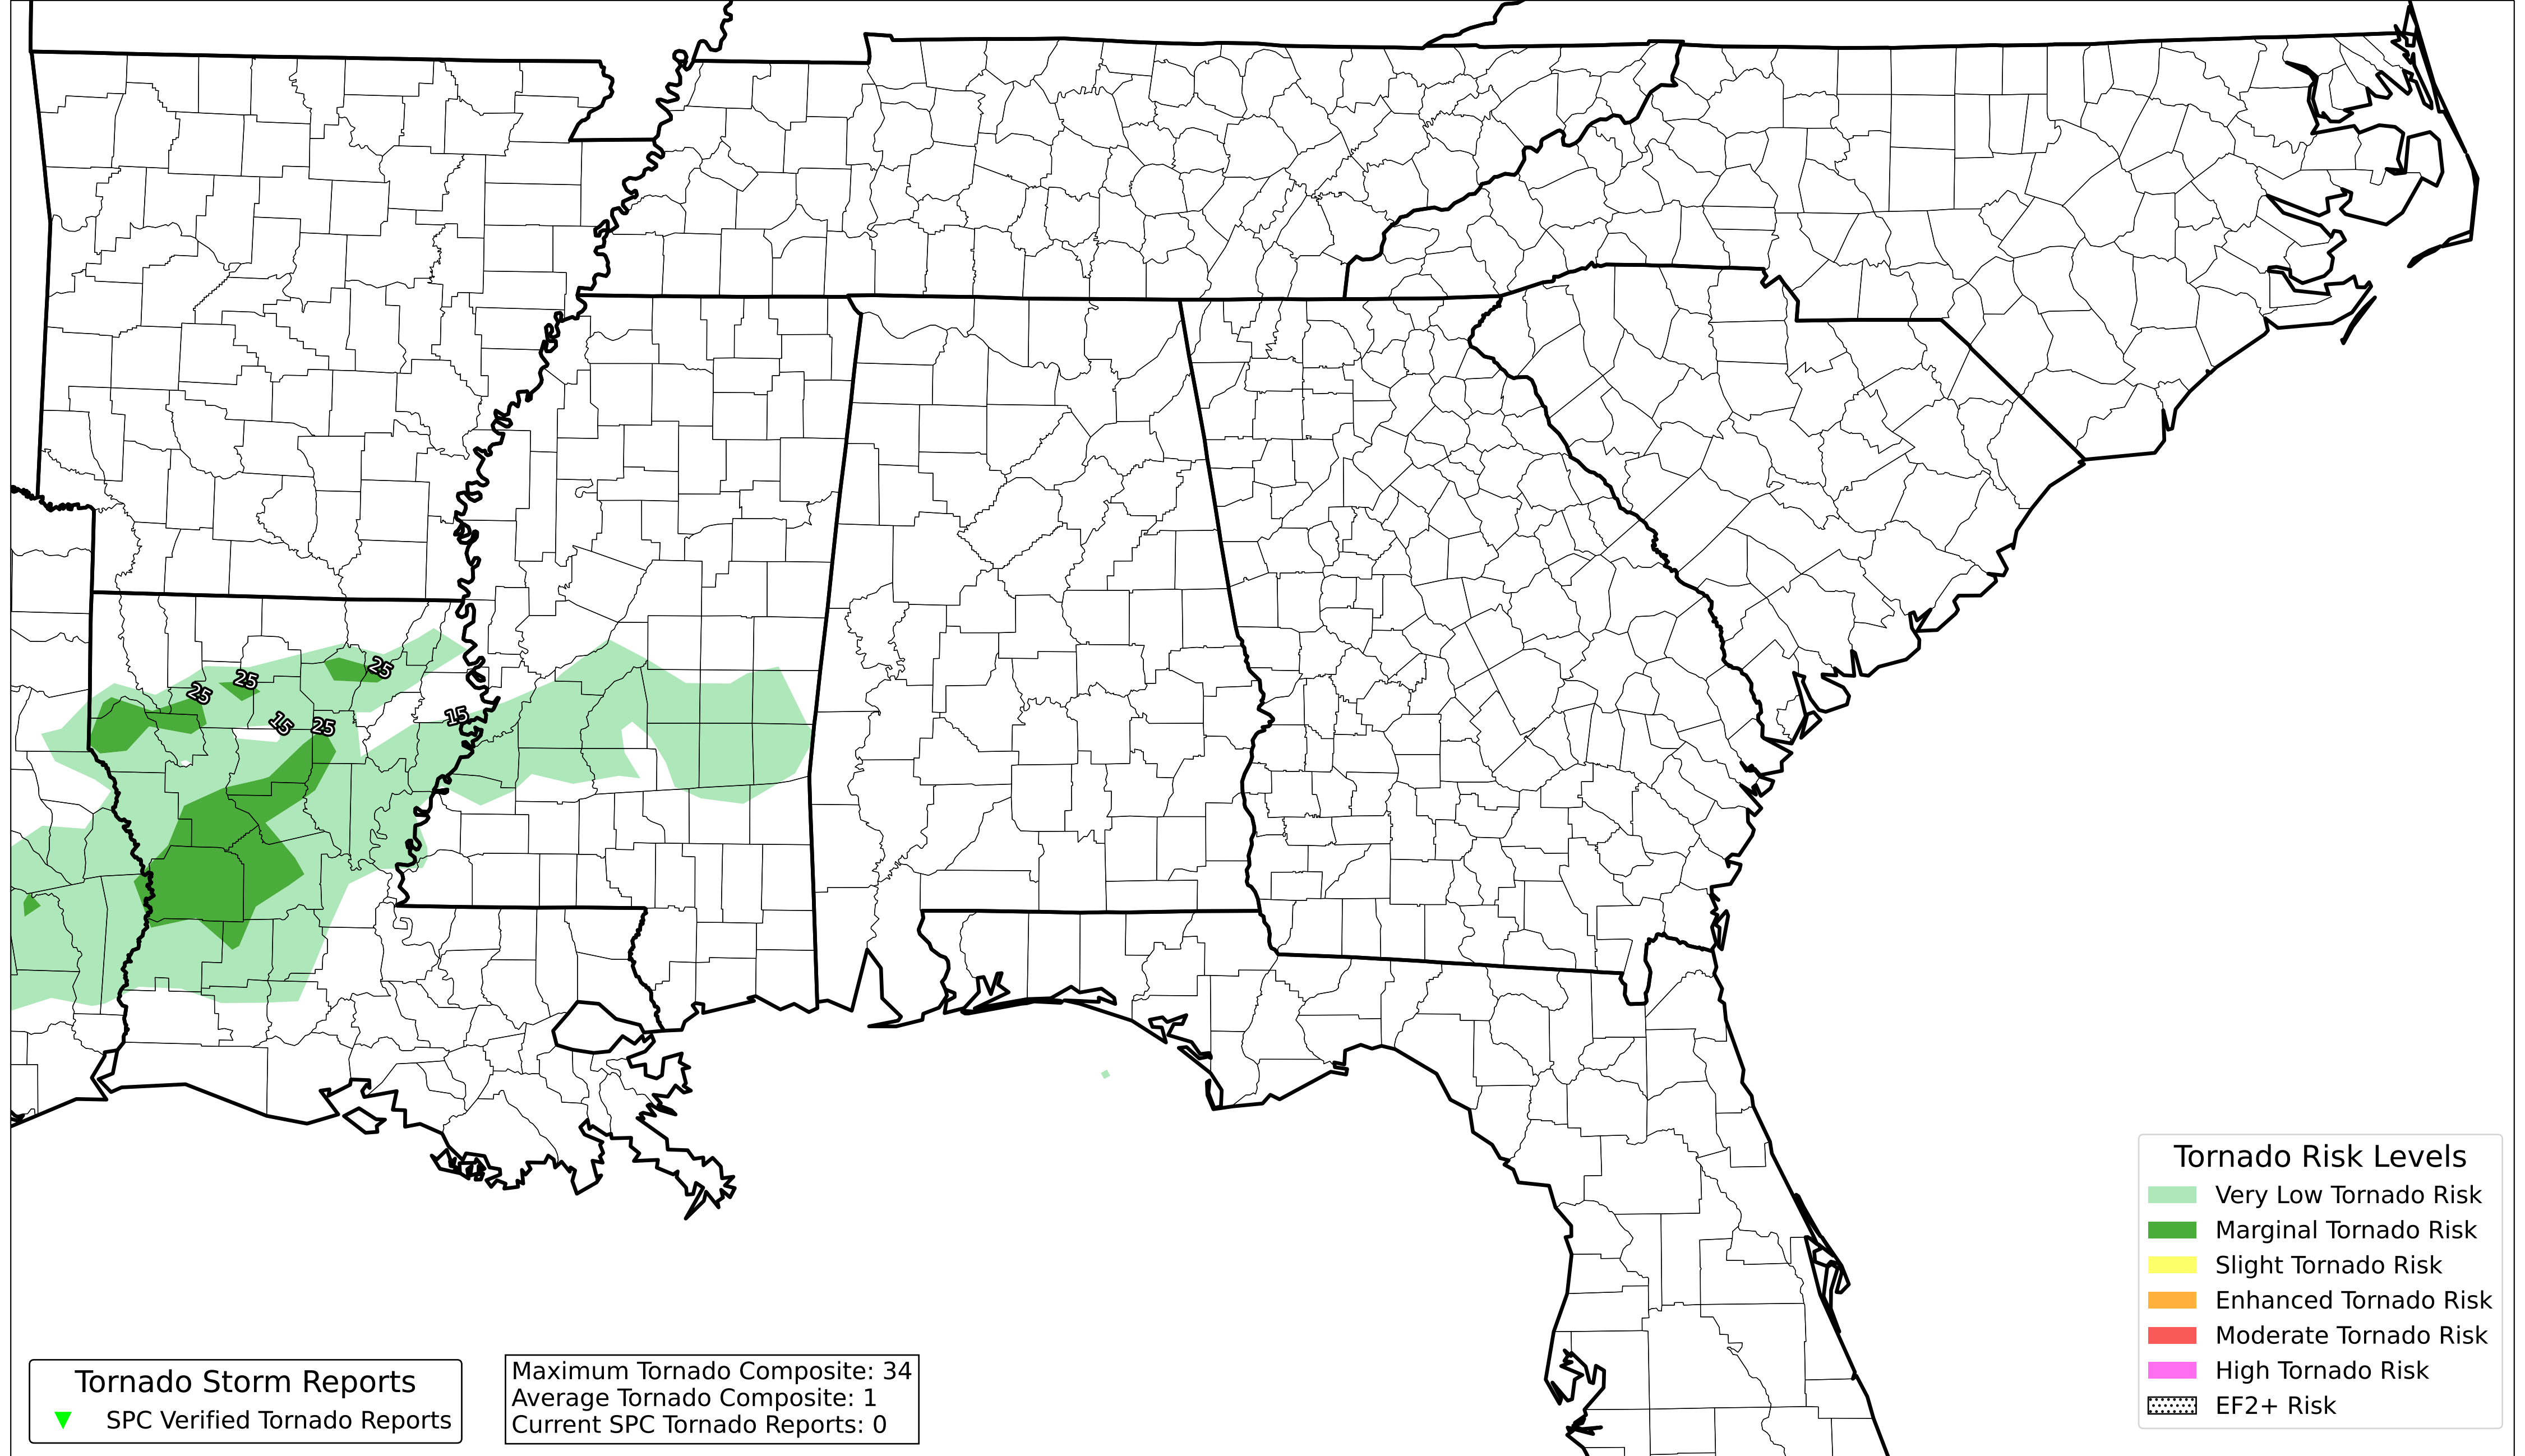 25
25
25
15
25
15
Tornado Risk Levels
Very Low Tornado Risk
Marginal Tornado Risk
Slight Tornado Risk
Enhanced Tornado Risk
Moderate Tornado Risk
High Tornado Risk
EF2+ Risk
Tornado Storm Reports
SPC Verified Tornado Reports
Maximum Tornado Composite: 34
Average Tornado Composite: 1
Current SPC Tornado Reports: 0